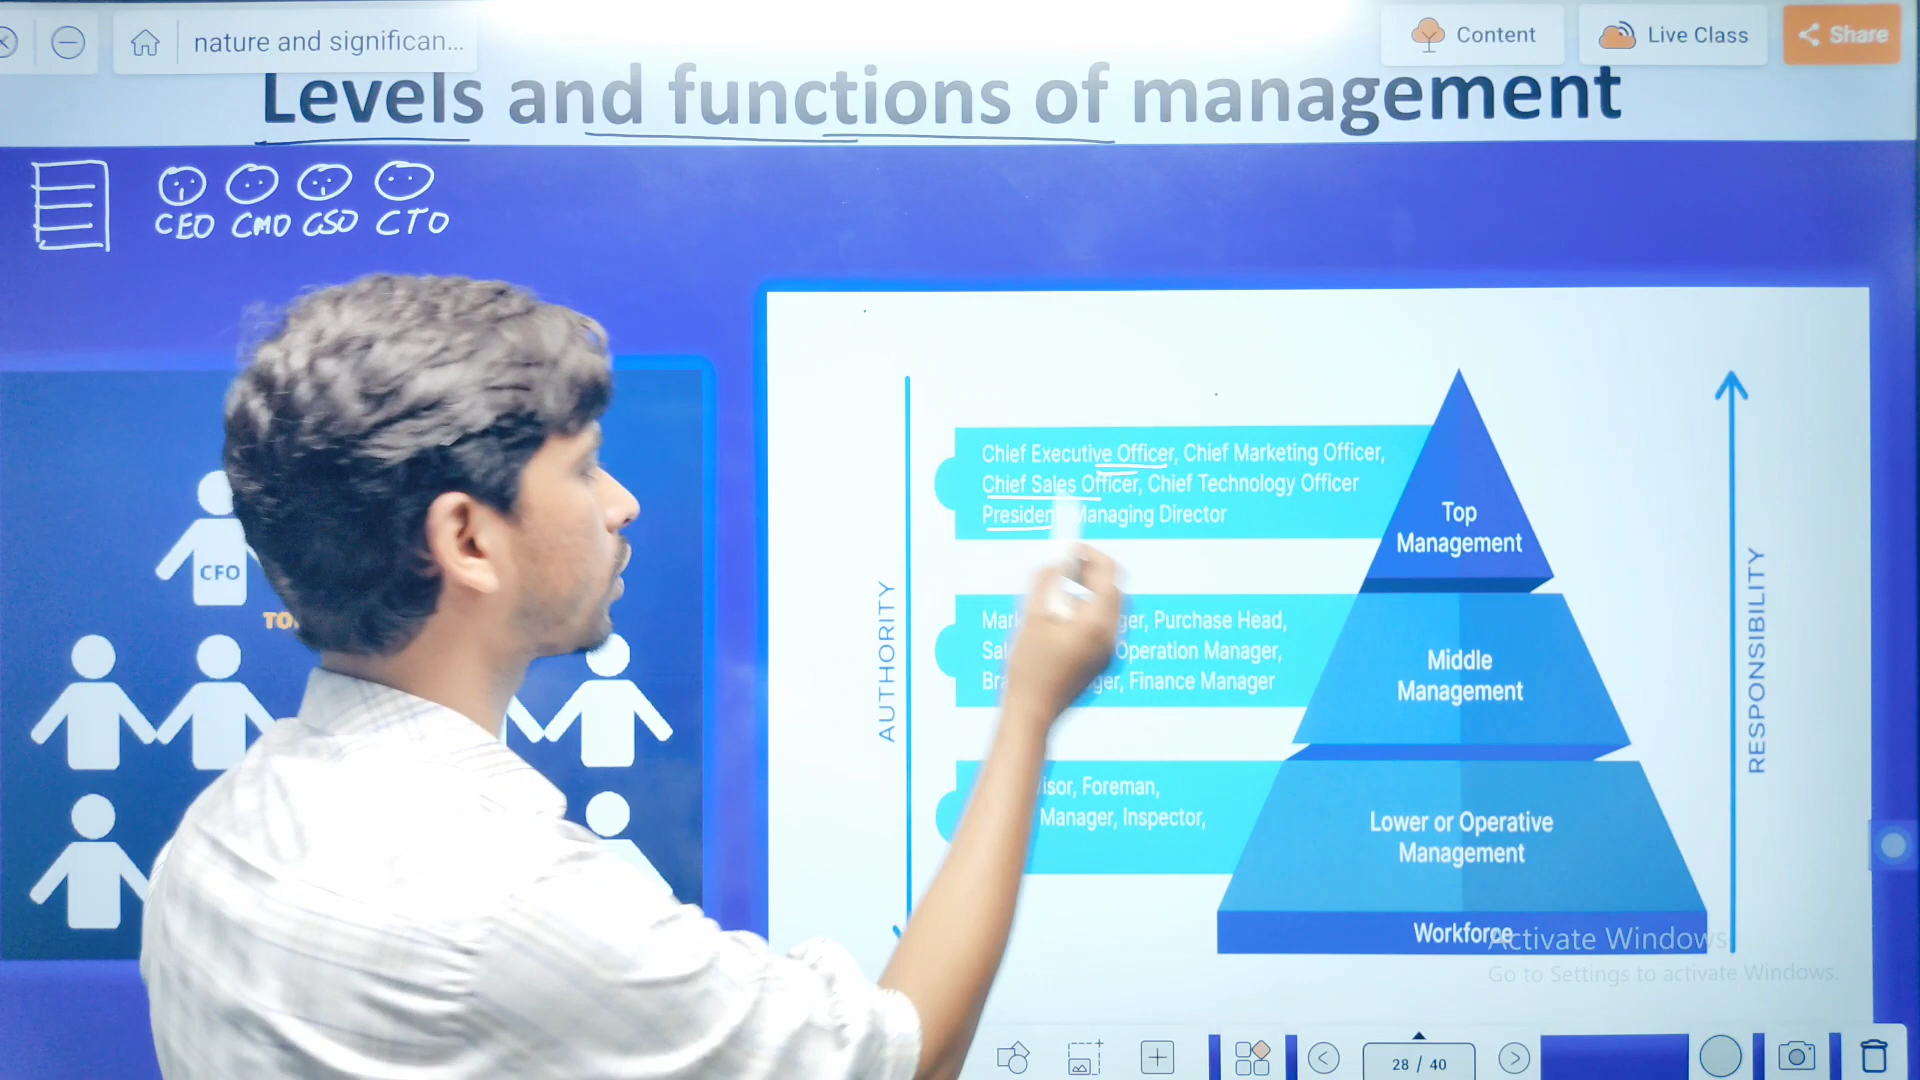 nature and significan...
Content
Live Class
Share
Levels and functions of management
CEO CMO CSO CTO
Chief Executive Officer, Chief Marketing Officer,
Chief Sales Officer, Chief Technology Officer
President Managing Director
Top
Management
CFO
AUTHORITY
Purchase Head,
Operation Manager,
Finance Manager
Middle
Management
RESPONSIBILITY
Foreman,
Manager, Inspector,
Lower or Operative
Management
Workforce
Activate Windows
Go to Settings to activate Windows.
28 / 40